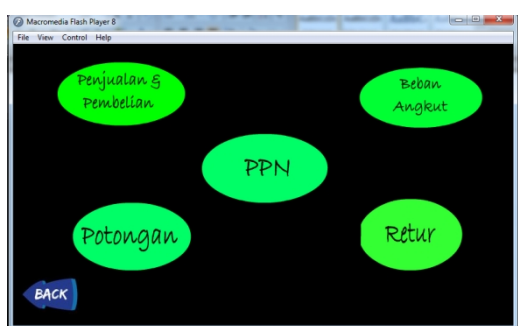 Macromedia Flash Player 8
File View Control Help
Penjualan &
Pembelian
Beban
Angkut
PPN
Potongan
Retur
BACK